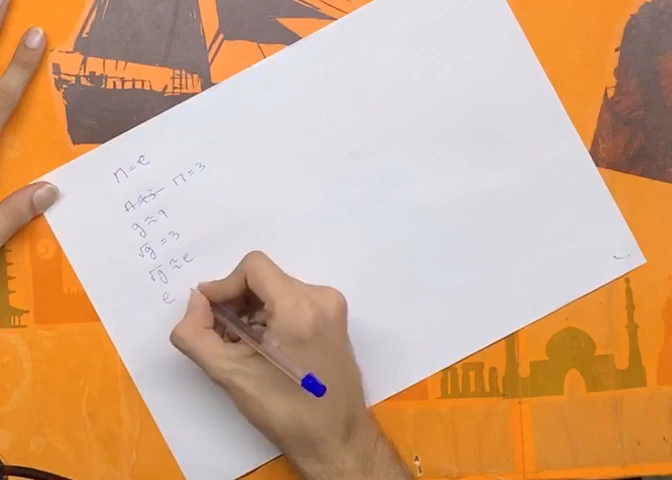 π = e
π = 3
g ≈ 9
√g = 3
√g ≈ e
e